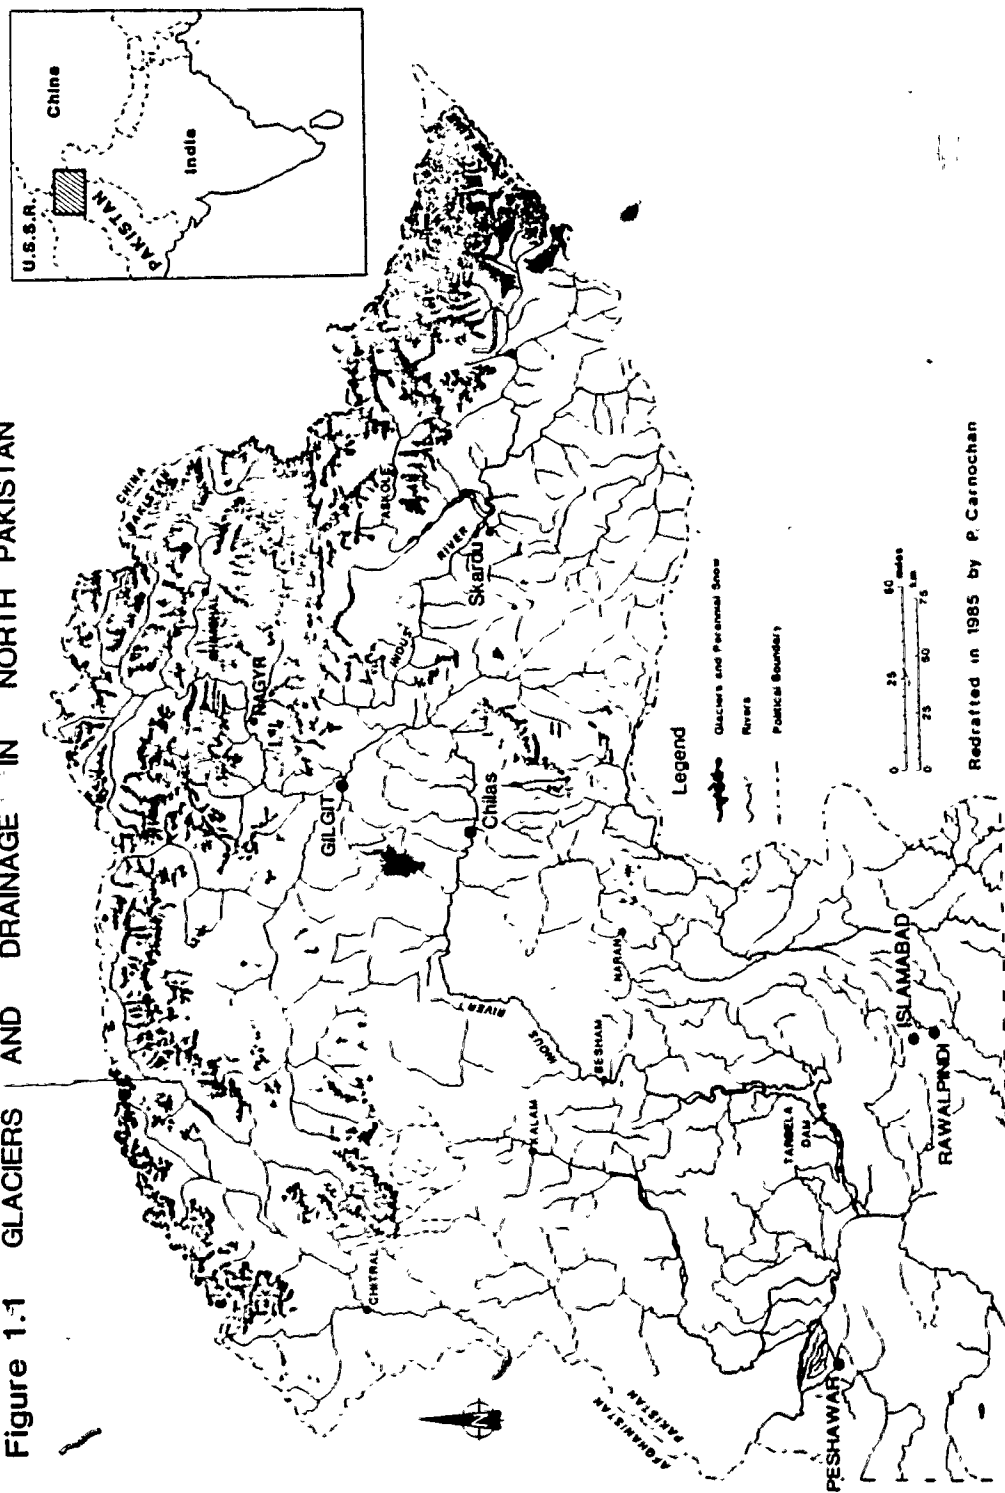 Figure 1.1 GLACIERS AND DRAINAGE IN NORTH PAKISTAN
U.S.S.R.
China
PAKISTAN
India
CHINA
PAKISTAN
SHIMSHAL
NAGYR
ASKOLE
GILGIT
INDUS
RIVER
Skardu
Chilas
CHITRAL
KALAM
INDUS
RIVER
BESHAM
NARAN
AFGHANISTAN
PAKISTAN
PESHAWAR
TARBELA
DAM
ISLAMABAD
RAWALPINDI
N
Legend
Glaciers and Perennial Snow
Rivers
Political Boundary
0 25 50 miles
0 25 50 75 km
Redrafted in 1985 by P. Carnochan